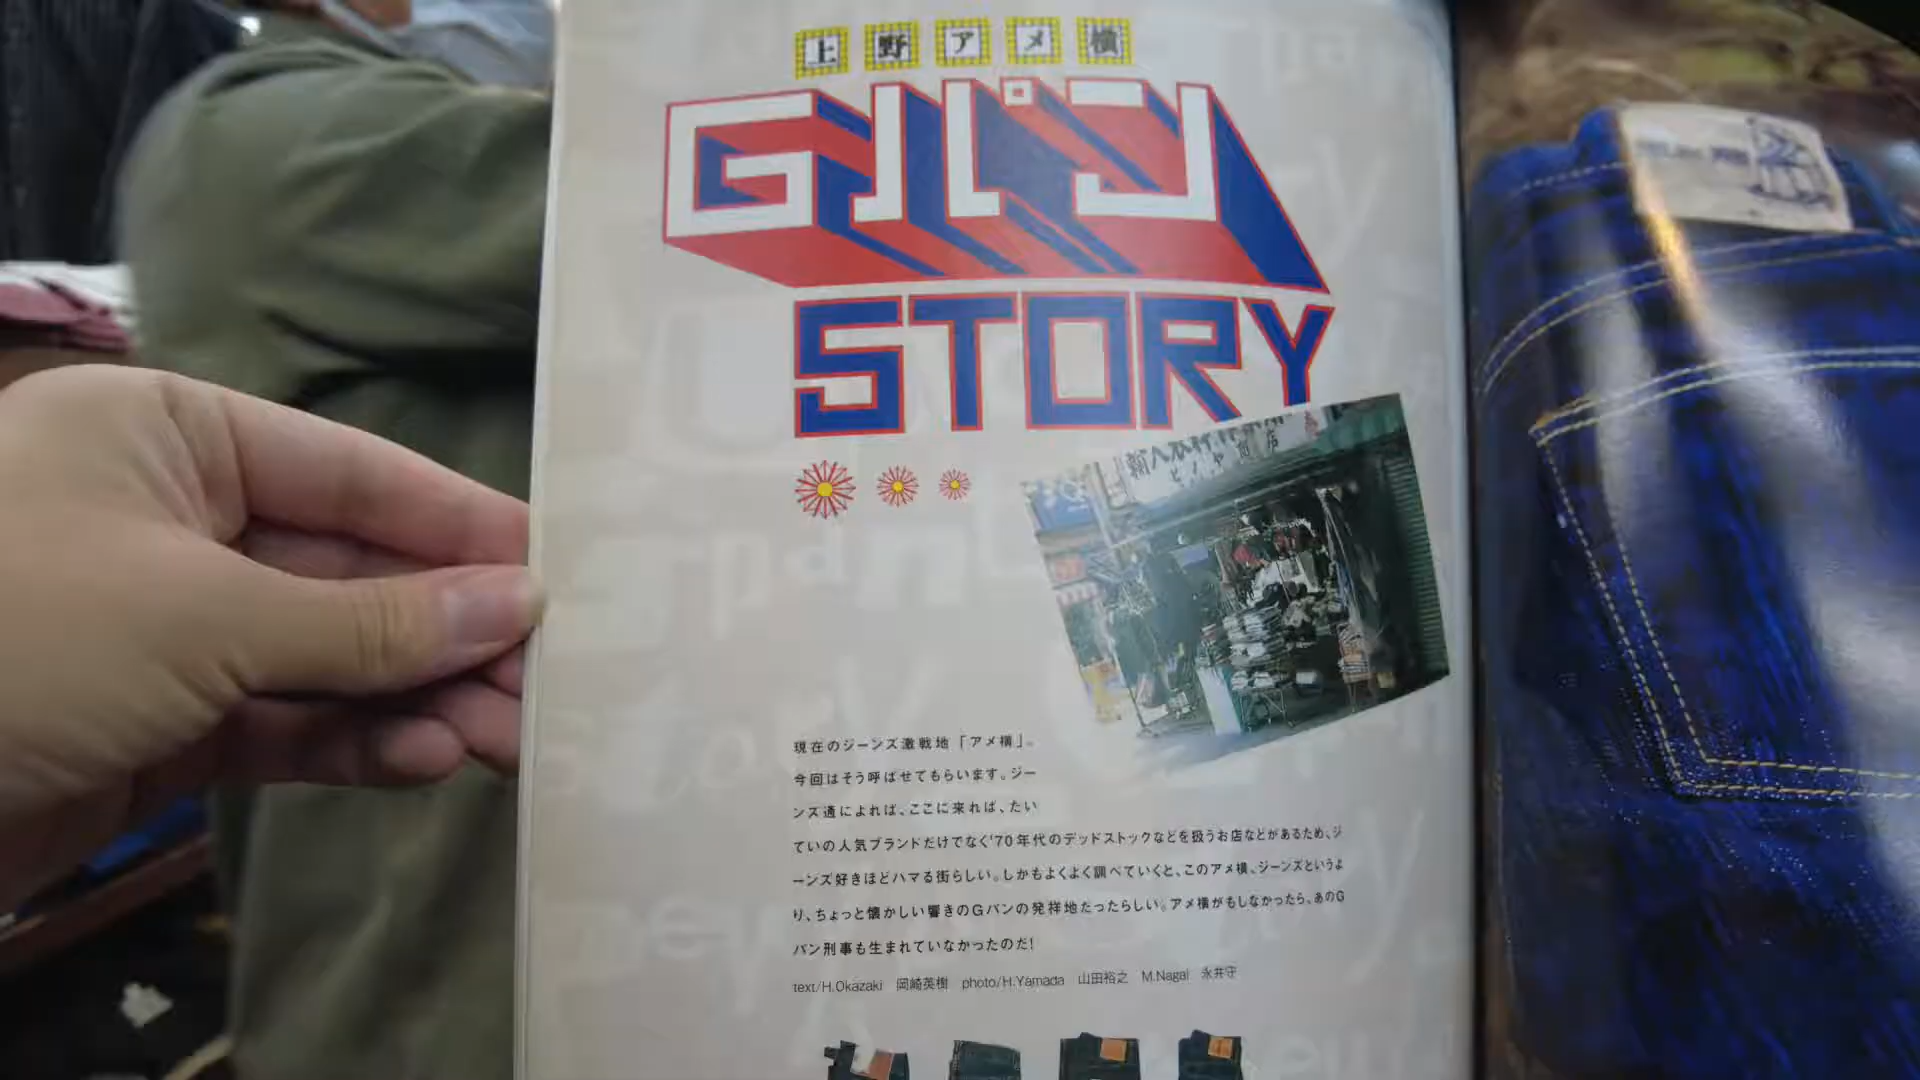 上野アメ横
Gパン
STORY
ヒノヤ商店
現在のジーンズ激戦地「アメ横」。
今回はそう呼ばせてもらいます。ジー
ンズ通によれば、ここに来れば、たい
ていの人気ブランドだけでなく'70年代のデッドストックなどを扱うお店などがあるため、ジ
ーンズ好きほどハマる街らしい。しかもよくよく調べていくと、このアメ横、ジーンズというよ
り、ちょっと懐かしい響きのGパンの発祥地だったらしい。アメ横がもしなかったら、あのG
パン刑事も生まれていなかったのだ!
text/H.Okazaki 岡崎英樹 photo/H.Yamada 山田裕之 M.Nagai 永井守